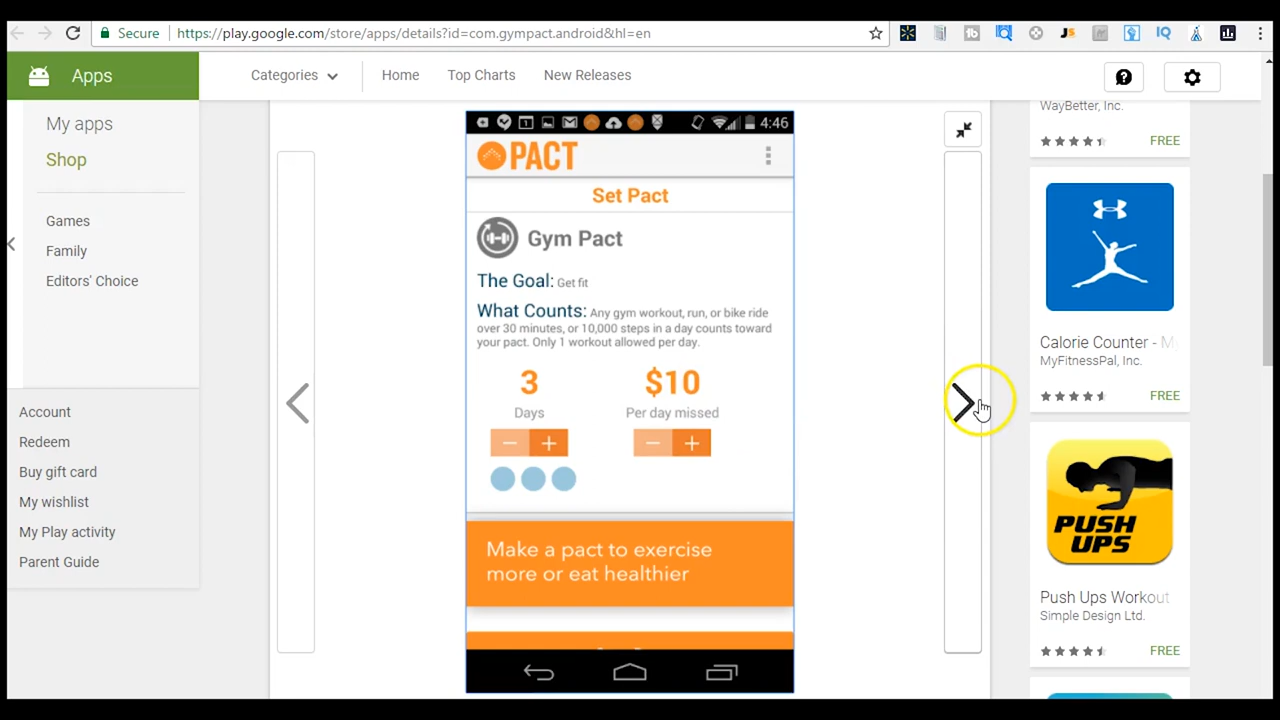 Secure
https://play.google.com/store/apps/details?id=com.gympact.android&hl=en
Apps
Categories
Home
Top Charts
New Releases
My apps
Shop
Games
Family
Editors' Choice
Account
Redeem
Buy gift card
My wishlist
My Play activity
Parent Guide
4:46
PACT
Set Pact
Gym Pact
The Goal: Get fit
What Counts: Any gym workout, run, or bike ride
over 30 minutes, or 10,000 steps in a day counts toward
your pact. Only 1 workout allowed per day.
3
$10
Days
Per day missed
Make a pact to exercise
more or eat healthier
WayBetter, Inc.
FREE
Calorie Counter - M
MyFitnessPal, Inc.
FREE
PUSH
UPS
Push Ups Workout
Simple Design Ltd.
FREE